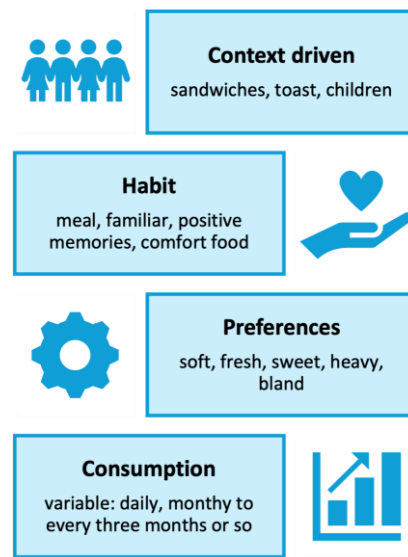 Context driven
sandwiches, toast, children
Habit
meal, familiar, positive
memories, comfort food
Preferences
soft, fresh, sweet, heavy,
bland
Consumption
variable: daily, monthy to
every three months or so